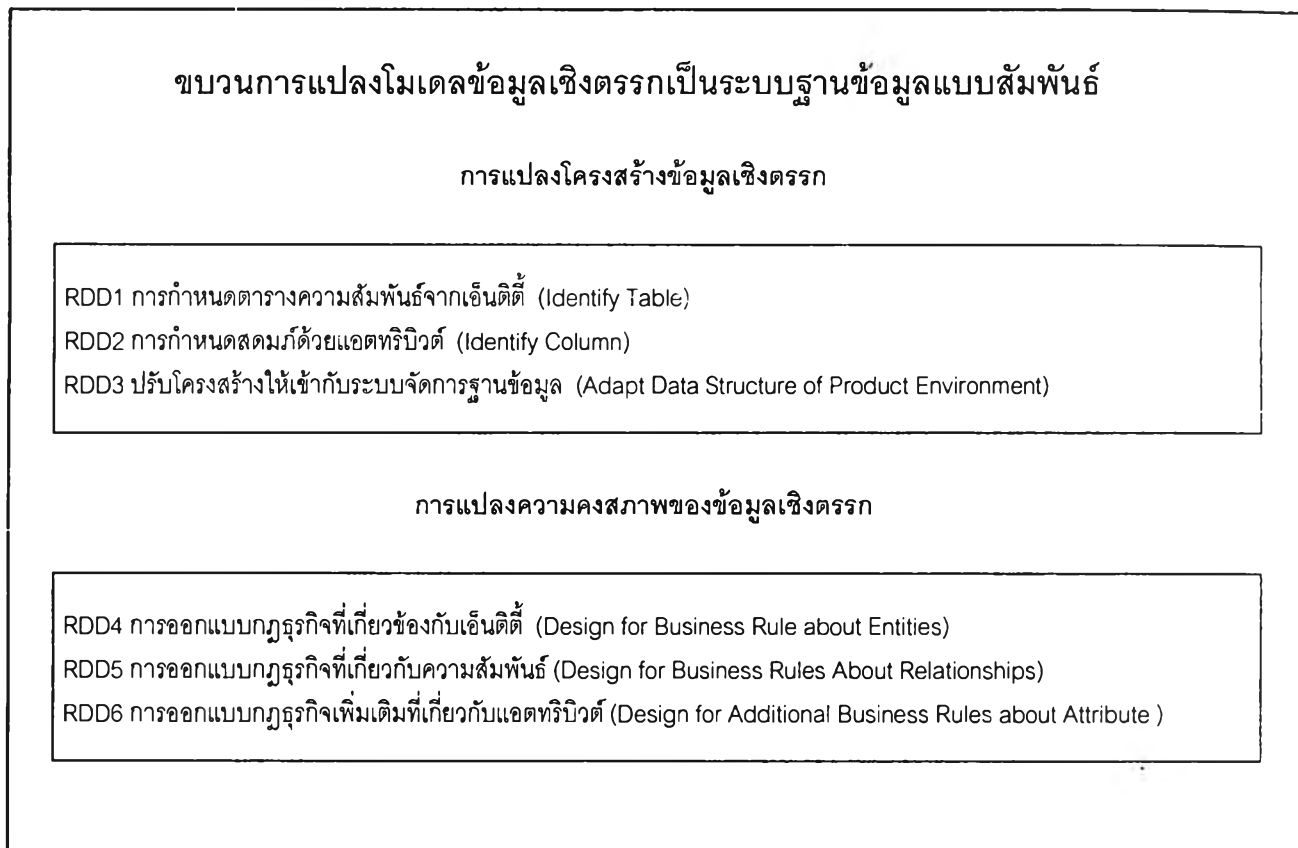 ขบวนการแปลงโมเดลข้อมูลเชิงตรรกเป็นระบบฐานข้อมูลแบบสัมพันธ์
การแปลงโครงสร้างข้อมูลเชิงตรรก
RDD1 การกำหนดตารางความสัมพันธ์จากเอ็นติตี้ (Identify Table)
RDD2 การกำหนดสดมภ์ด้วยแอตทริบิวต์ (Identify Column)
RDD3 ปรับโครงสร้างให้เข้ากับระบบจัดการฐานข้อมูล (Adapt Data Structure of Product Environment)
การแปลงความคงสภาพของข้อมูลเชิงตรรก
RDD4 การออกแบบกฎธุรกิจที่เกี่ยวข้องกับเอ็นติตี้ (Design for Business Rule about Entities)
RDD5 การออกแบบกฎธุรกิจที่เกี่ยวกับความสัมพันธ์ (Design for Business Rules About Relationships)
RDD6 การออกแบบกฎธุรกิจเพิ่มเติมที่เกี่ยวกับแอตทริบิวต์ (Design for Additional Business Rules about Attribute )